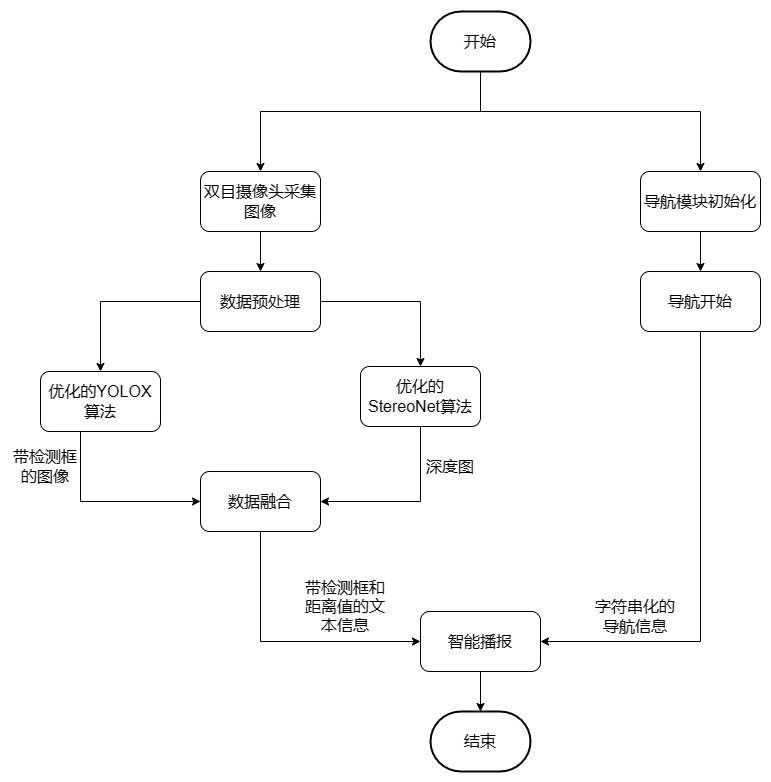 开始
双目摄像头采集
图像
导航模块初始化
数据预处理
导航开始
优化的YOLOX
算法
优化的
StereoNet算法
带检测框
的图像
深度图
数据融合
带检测框和
距离值的文
本信息
字符串化的
导航信息
智能播报
结束